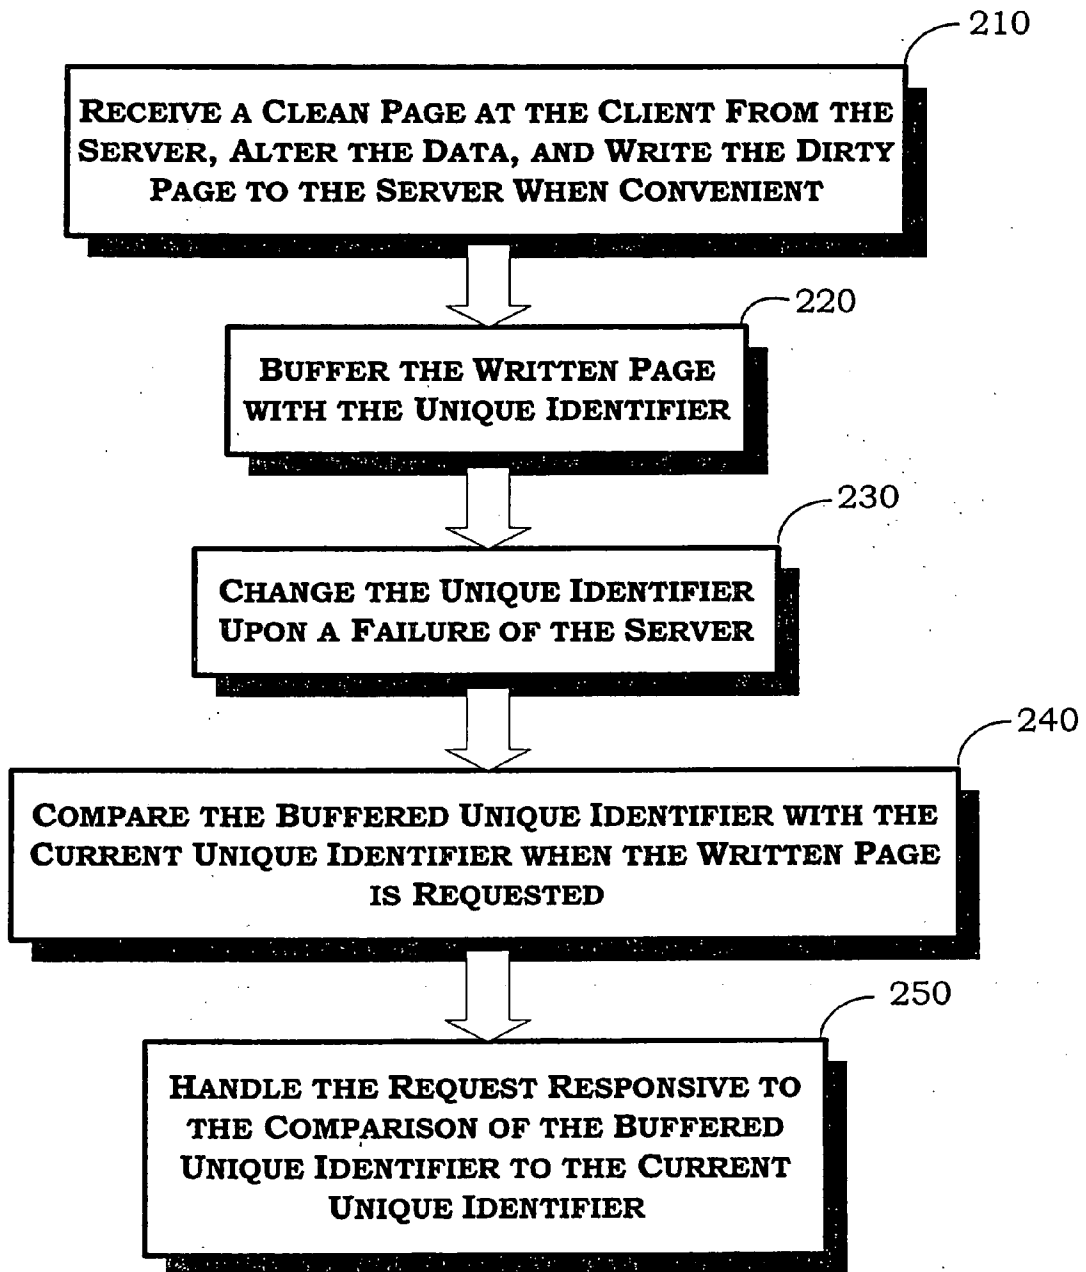 210
RECEIVE A CLEAN PAGE AT THE CLIENT FROM THE
SERVER, ALTER THE DATA, AND WRITE THE DIRTY
PAGE TO THE SERVER WHEN CONVENIENT
220
BUFFER THE WRITTEN PAGE
WITH THE UNIQUE IDENTIFIER
230
CHANGE THE UNIQUE IDENTIFIER
UPON A FAILURE OF THE SERVER
240
COMPARE THE BUFFERED UNIQUE IDENTIFIER WITH THE
CURRENT UNIQUE IDENTIFIER WHEN THE WRITTEN PAGE
IS REQUESTED
250
HANDLE THE REQUEST RESPONSIVE TO
THE COMPARISON OF THE BUFFERED
UNIQUE IDENTIFIER TO THE CURRENT
UNIQUE IDENTIFIER